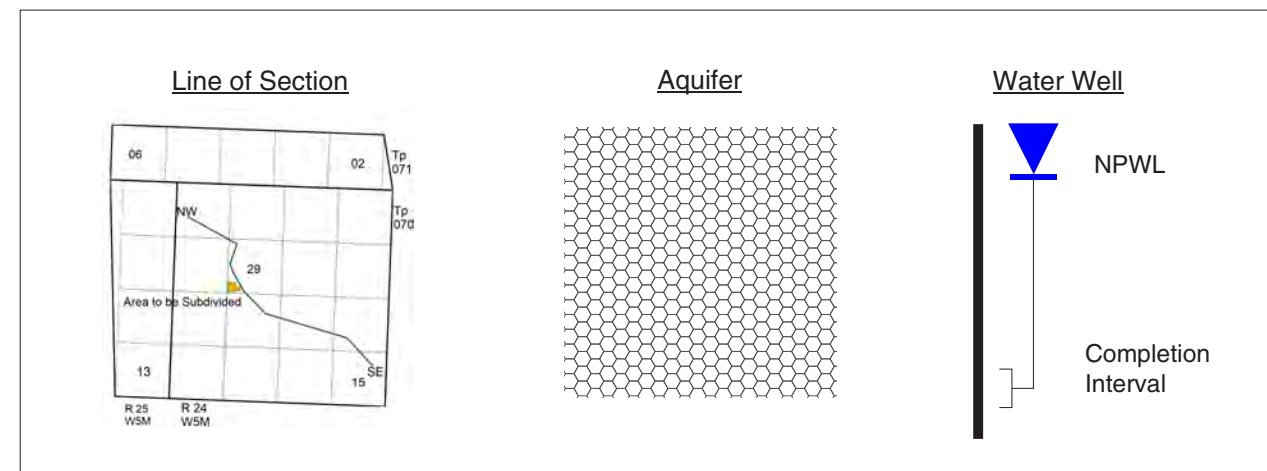 Line of Section
Aquifer
Water Well
06
02
Tp
071
NW
Tp
070
29
Area to be Subdivided
13
15
SE
R 25
W5M
R 24
W5M
NPWL
Completion
Interval